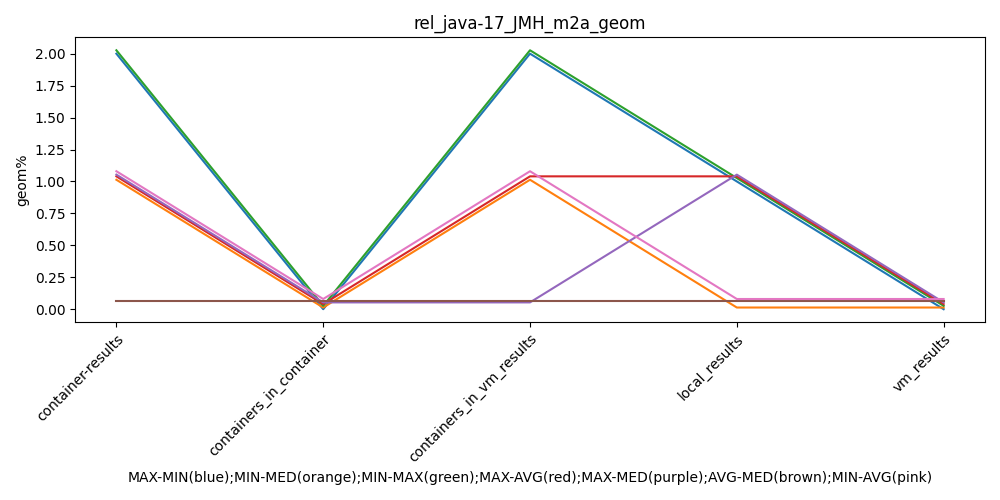 rel_java-17_JMH_m2a_geom
geom%
2.00
1.75
1.50
1.25
1.00
0.75
0.50
0.25
0.00
container-results
containers_in_container
containers_in_vm_results
local_results
vm_results
MAX-MIN(blue);MIN-MED(orange);MIN-MAX(green);MAX-AVG(red);MAX-MED(purple);AVG-MED(brown);MIN-AVG(pink)